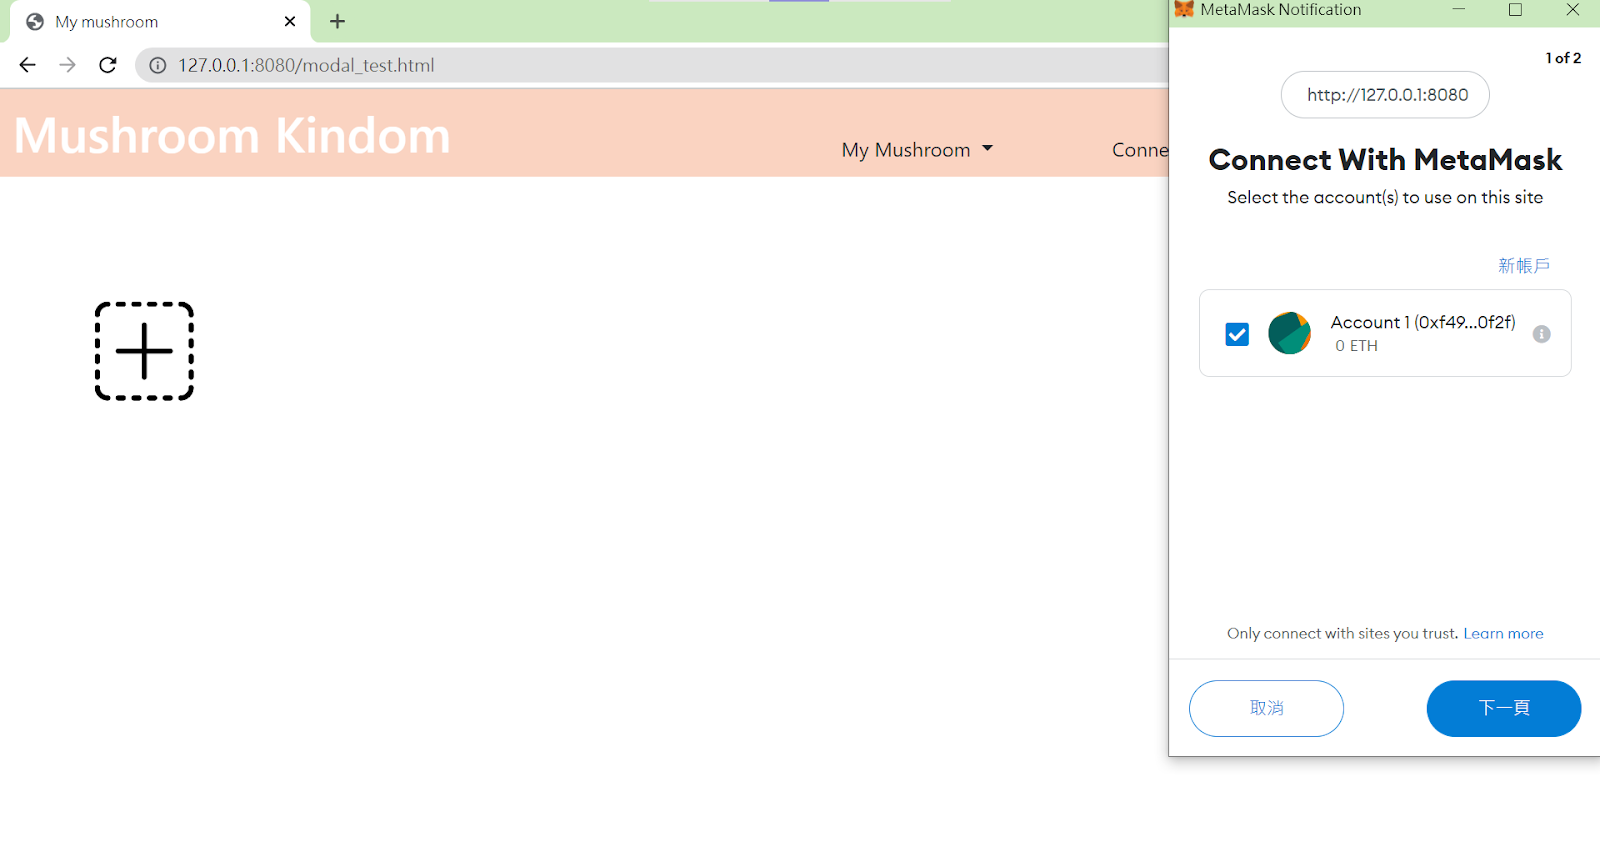 My mushroom
127.0.0.1:8080/modal_test.html
Mushroom Kindom
My Mushroom
Conne
MetaMask Notification
1 of 2
http://127.0.0.1:8080
Connect With MetaMask
Select the account(s) to use on this site
新帳戶
Account 1 (0xf49...0f2f)
0 ETH
Only connect with sites you trust. Learn more
取消
下一頁